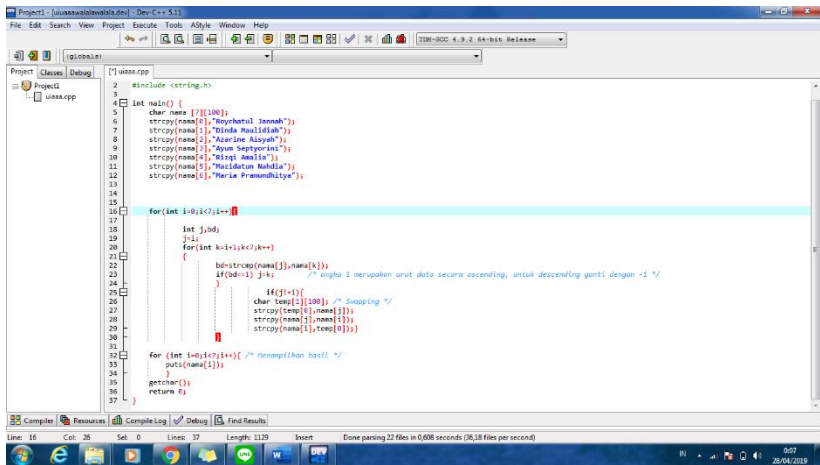 Project1 - [uiuaaawalalawalala.dev] - Dev-C++ 5.11
File Edit Search View Project Execute Tools AStyle Window Help
TDM-GCC 4.9.2 64-bit Release
(globals)
Project Classes Debug
[*] uiaaa.cpp
Project1
uiaaa.cpp
2 #include <string.h>
3
4 int main() {
5 char nama [7][100];
6 strcpy(nama[0],"Roychatul Jannah");
7 strcpy(nama[1],"Dinda Maulidiah");
8 strcpy(nama[2],"Azarine Aisyah");
9 strcpy(nama[3],"Ayum Septyorini");
10 strcpy(nama[4],"Rizqi Amalia");
11 strcpy(nama[5],"Mazidatun Nahdia");
12 strcpy(nama[6],"Maria Pramundhitya");
13
14
15
16 for(int i=0;i<7;i++){
17
18 int j,bd;
19 j=i;
20 for(int k=i+1;k<7;k++)
21 {
22 bd=strcmp(nama[j],nama[k]);
23 if(bd==1) j=k; /* angka 1 merupakan urut data secara ascending, untuk descending ganti dengan -1 */
24 }
25 if(j!=i){
26 char temp[1][100]; /* Swapping */
27 strcpy(temp[0],nama[j]);
28 strcpy(nama[j],nama[i]);
29 strcpy(nama[i],temp[0]);}
30 }
31
32 for (int i=0;i<7;i++){ /* Menampilkan hasil */
33 puts(nama[i]);
34 }
35 getchar();
36 return 0;
37 }
Compiler Resources Compile Log Debug Find Results
Line: 16 Col: 26 Sel: 0 Lines: 37 Length: 1129 Insert Done parsing 22 files in 0,608 seconds (36,18 files per second)
LINE W DEV IN 0:07
28/04/2019